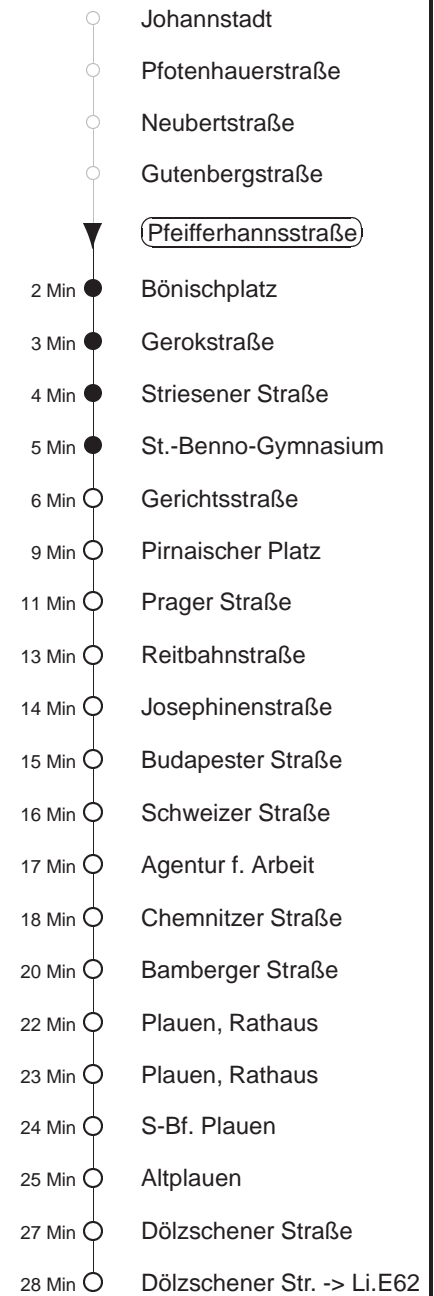 Johannstadt
Pfotenhauerstraße
Neubertstraße
Gutenbergstraße
Pfeifferhannsstraße
2 Min Bönischplatz
3 Min Gerokstraße
4 Min Striesener Straße
5 Min St.-Benno-Gymnasium
6 Min Gerichtsstraße
9 Min Pirnaischer Platz
11 Min Prager Straße
13 Min Reitbahnstraße
14 Min Josephinenstraße
15 Min Budapester Straße
16 Min Schweizer Straße
17 Min Agentur f. Arbeit
18 Min Chemnitzer Straße
20 Min Bamberger Straße
22 Min Plauen, Rathaus
23 Min Plauen, Rathaus
24 Min S-Bf. Plauen
25 Min Altplauen
27 Min Dölzschener Straße
28 Min Dölzschener Str. -> Li.E62